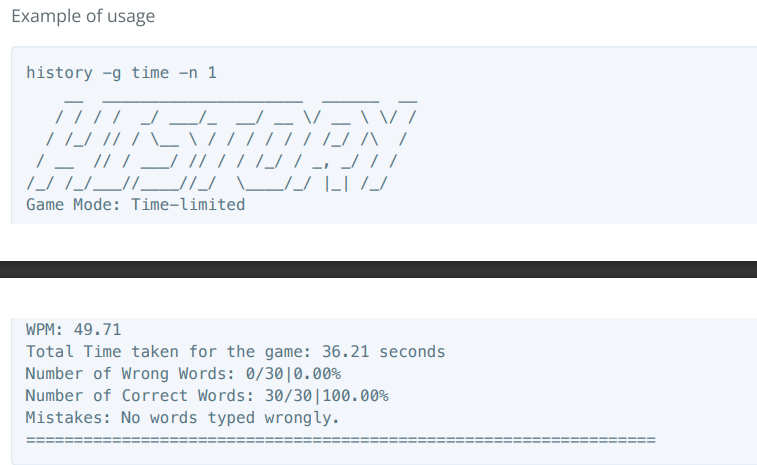 Example of usage
history -g time -n 1
    __  _____________________  ______  __
   / / / /  _/ ___/_  __/ __ \/ __ \ \/ /
  / /_/ // / \__ \ / / / / / / /_/ /\  /
 / __  // / ___/ // / / /_/ / _, _/ / /
/_/ /_/___//____//_/  \____/_/ |_| /_/
Game Mode: Time-limited
WPM: 49.71
Total Time taken for the game: 36.21 seconds
Number of Wrong Words: 0/30|0.00%
Number of Correct Words: 30/30|100.00%
Mistakes: No words typed wrongly.
==================================================================